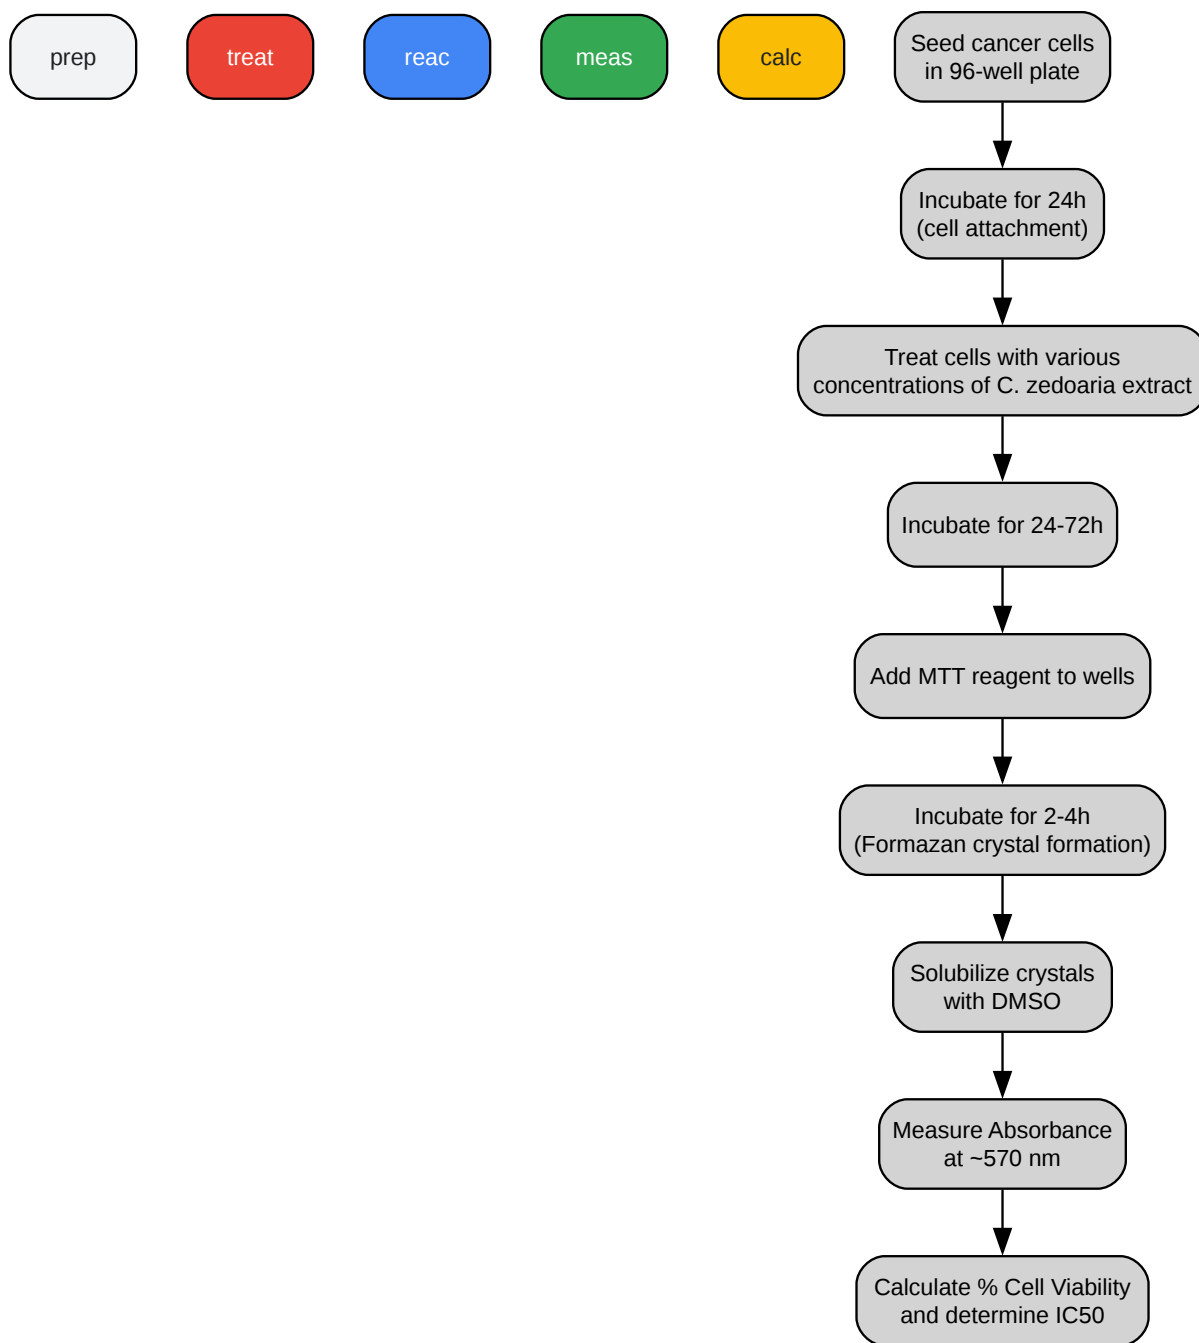 prep
treat
reac
meas
calc
Seed cancer cells
in 96-well plate
Incubate for 24h
(cell attachment)
Treat cells with various
concentrations of C. zedoaria extract
Incubate for 24-72h
Add MTT reagent to wells
Incubate for 2-4h
(Formazan crystal formation)
Solubilize crystals
with DMSO
Measure Absorbance
at ~570 nm
Calculate % Cell Viability
and determine IC50